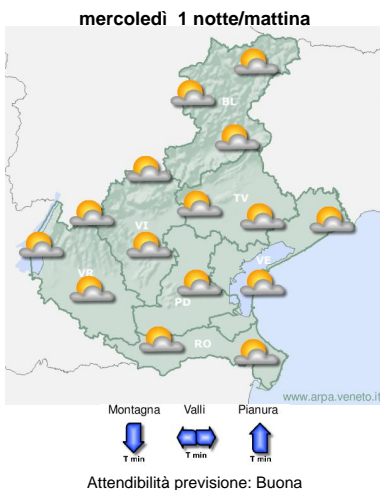 mercoledì 1 notte/mattina
BL
TV
VI
VE
VR
PD
RO
www.arpa.veneto.it
Montagna Valli Pianura
T min T min T min
Attendibilità previsione: Buona